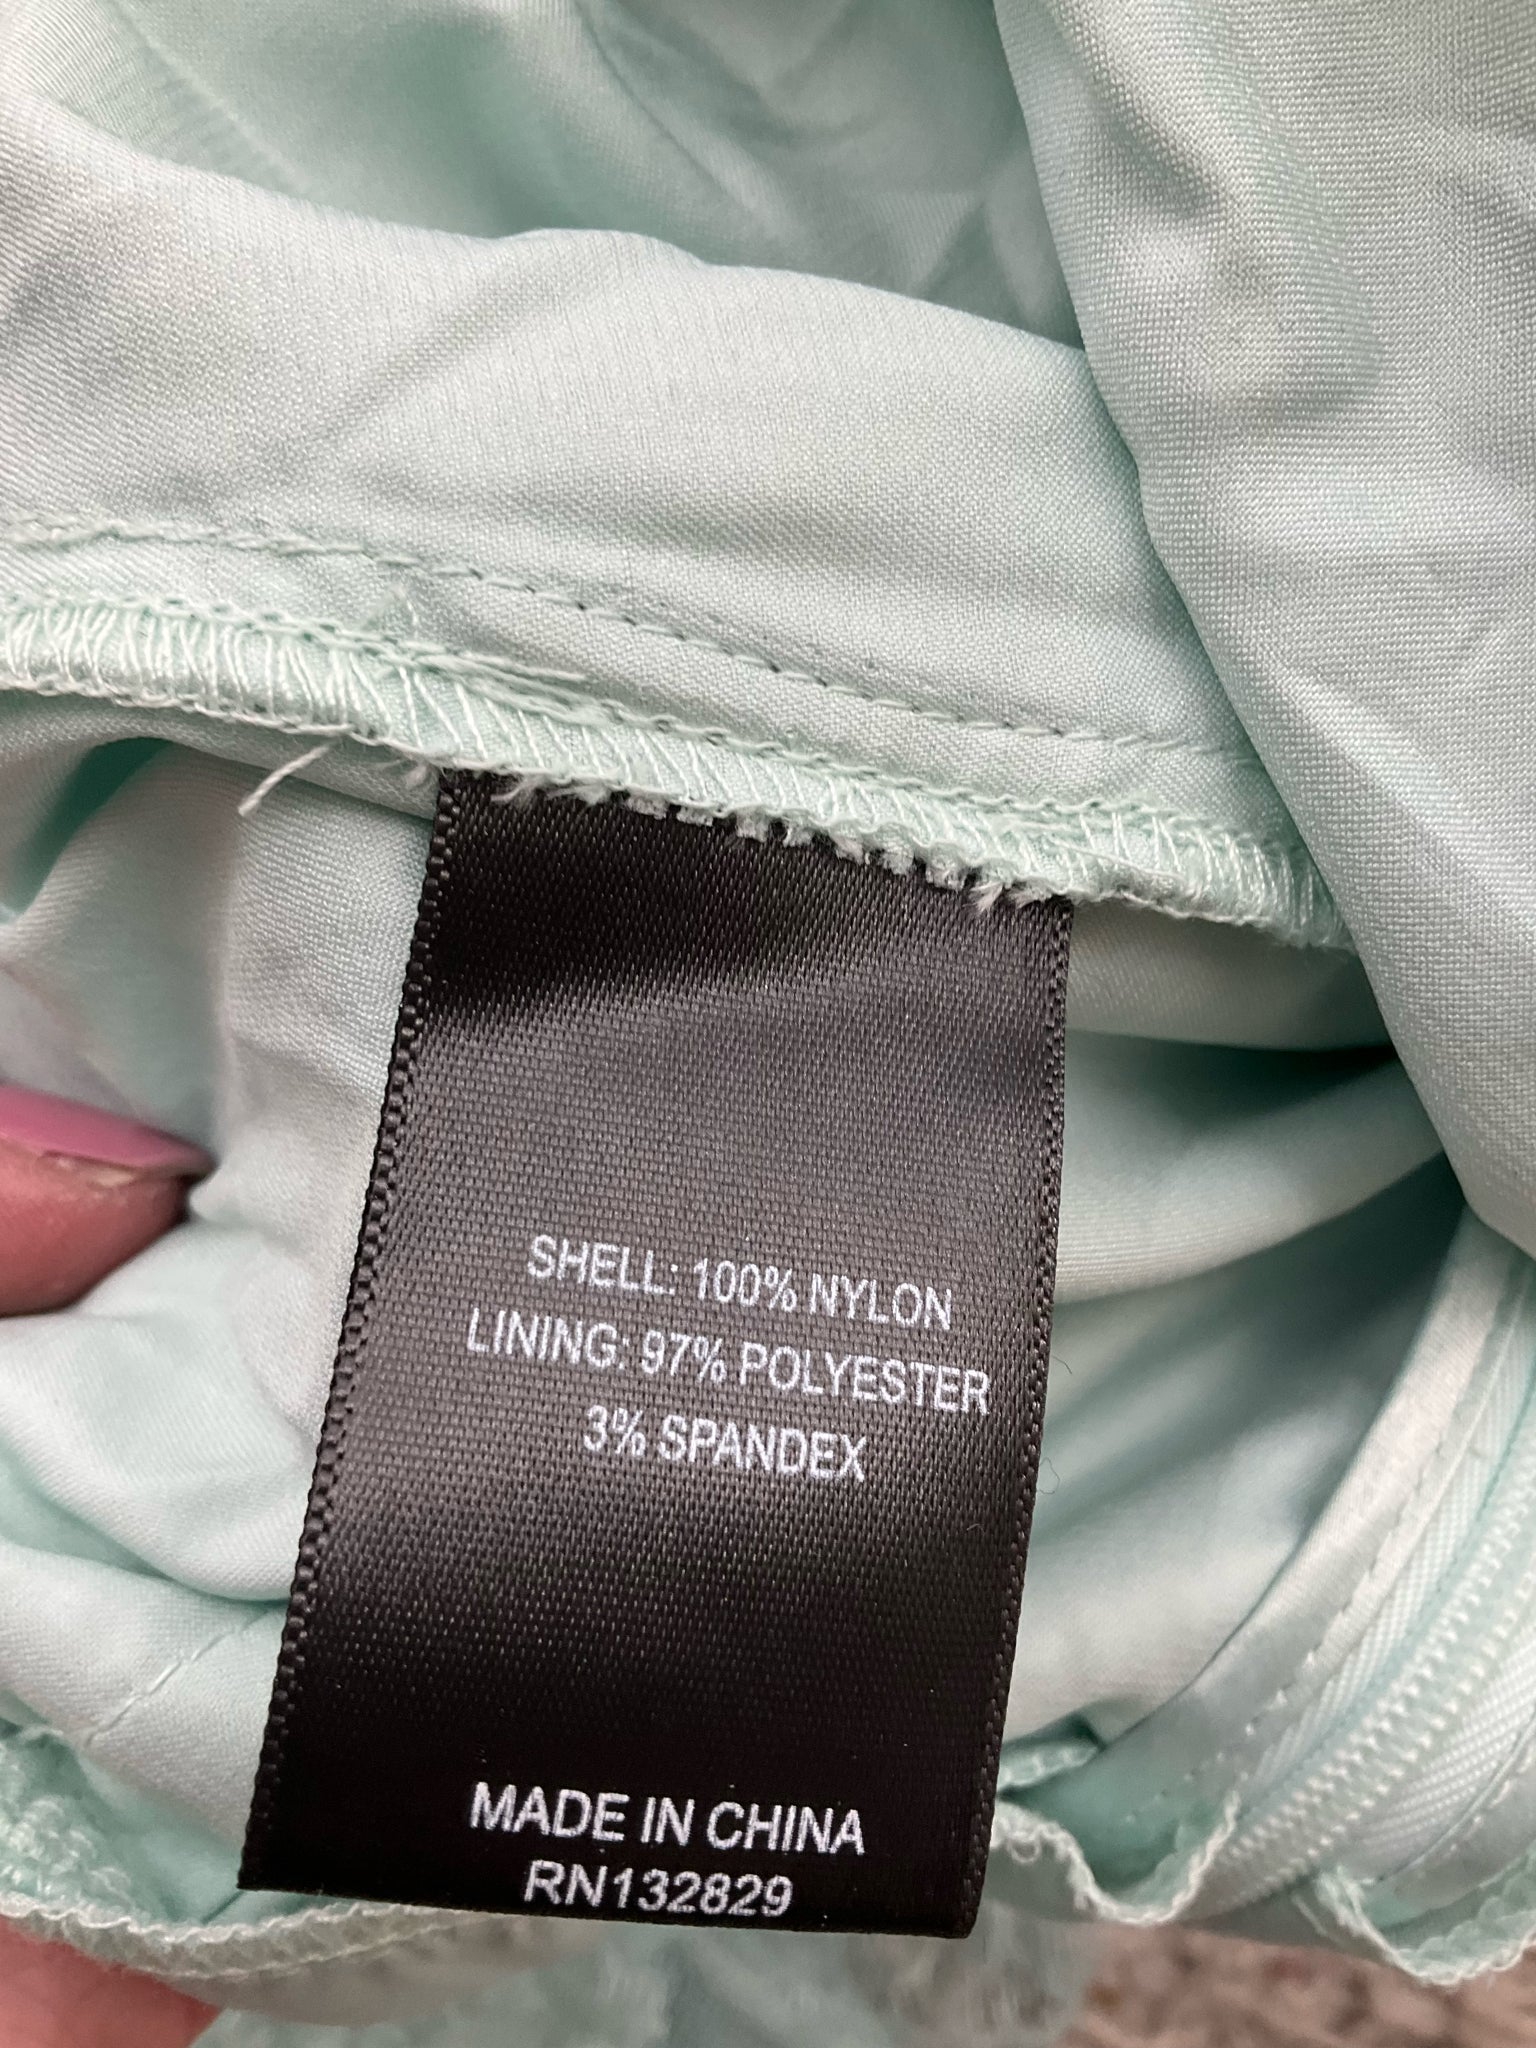 SHELL: 100% NYLON
LINING: 97% POLYESTER
3% SPANDEX
MADE IN CHINA
RN132829